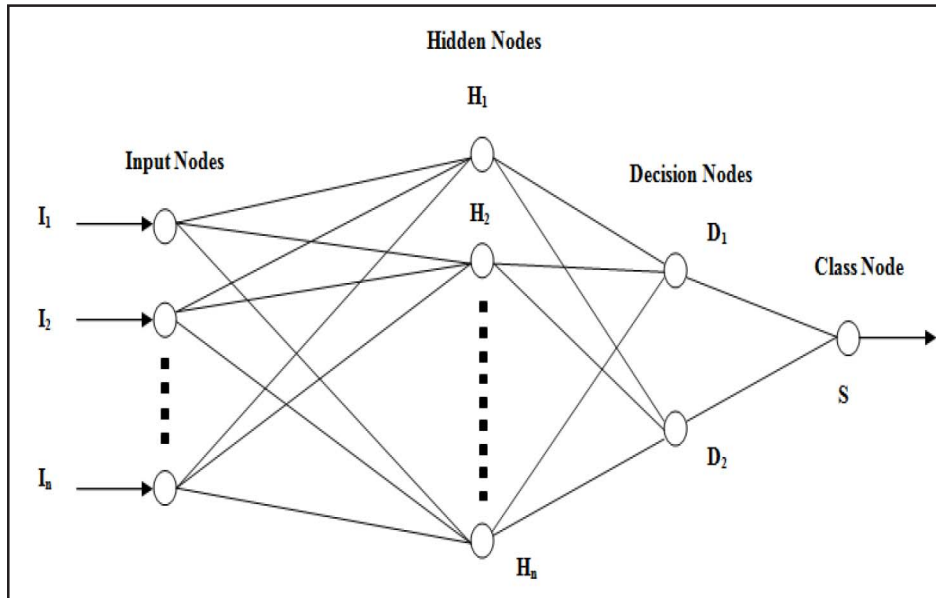 Hidden Nodes
H₁
Input Nodes
Decision Nodes
I₁
H₂
D₁
Class Node
I₂
S
D₂
Iₙ
Hₙ